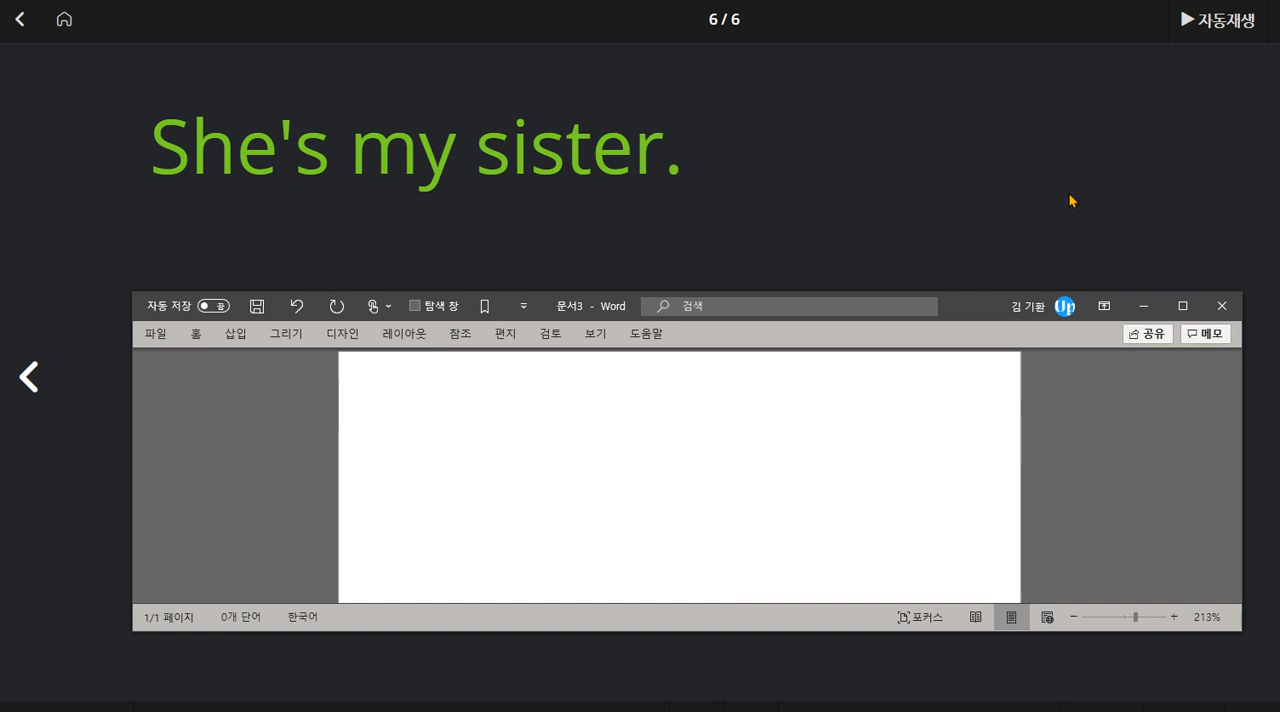 6 / 6
▶ 자동재생
She's my sister.
자동 저장 끔 탐색 창 문서3 - Word 검색 김 기환 Up
파일 홈 삽입 그리기 디자인 레이아웃 참조 편지 검토 보기 도움말 공유 메모
1/1 페이지 0개 단어 한국어 포커스 213%